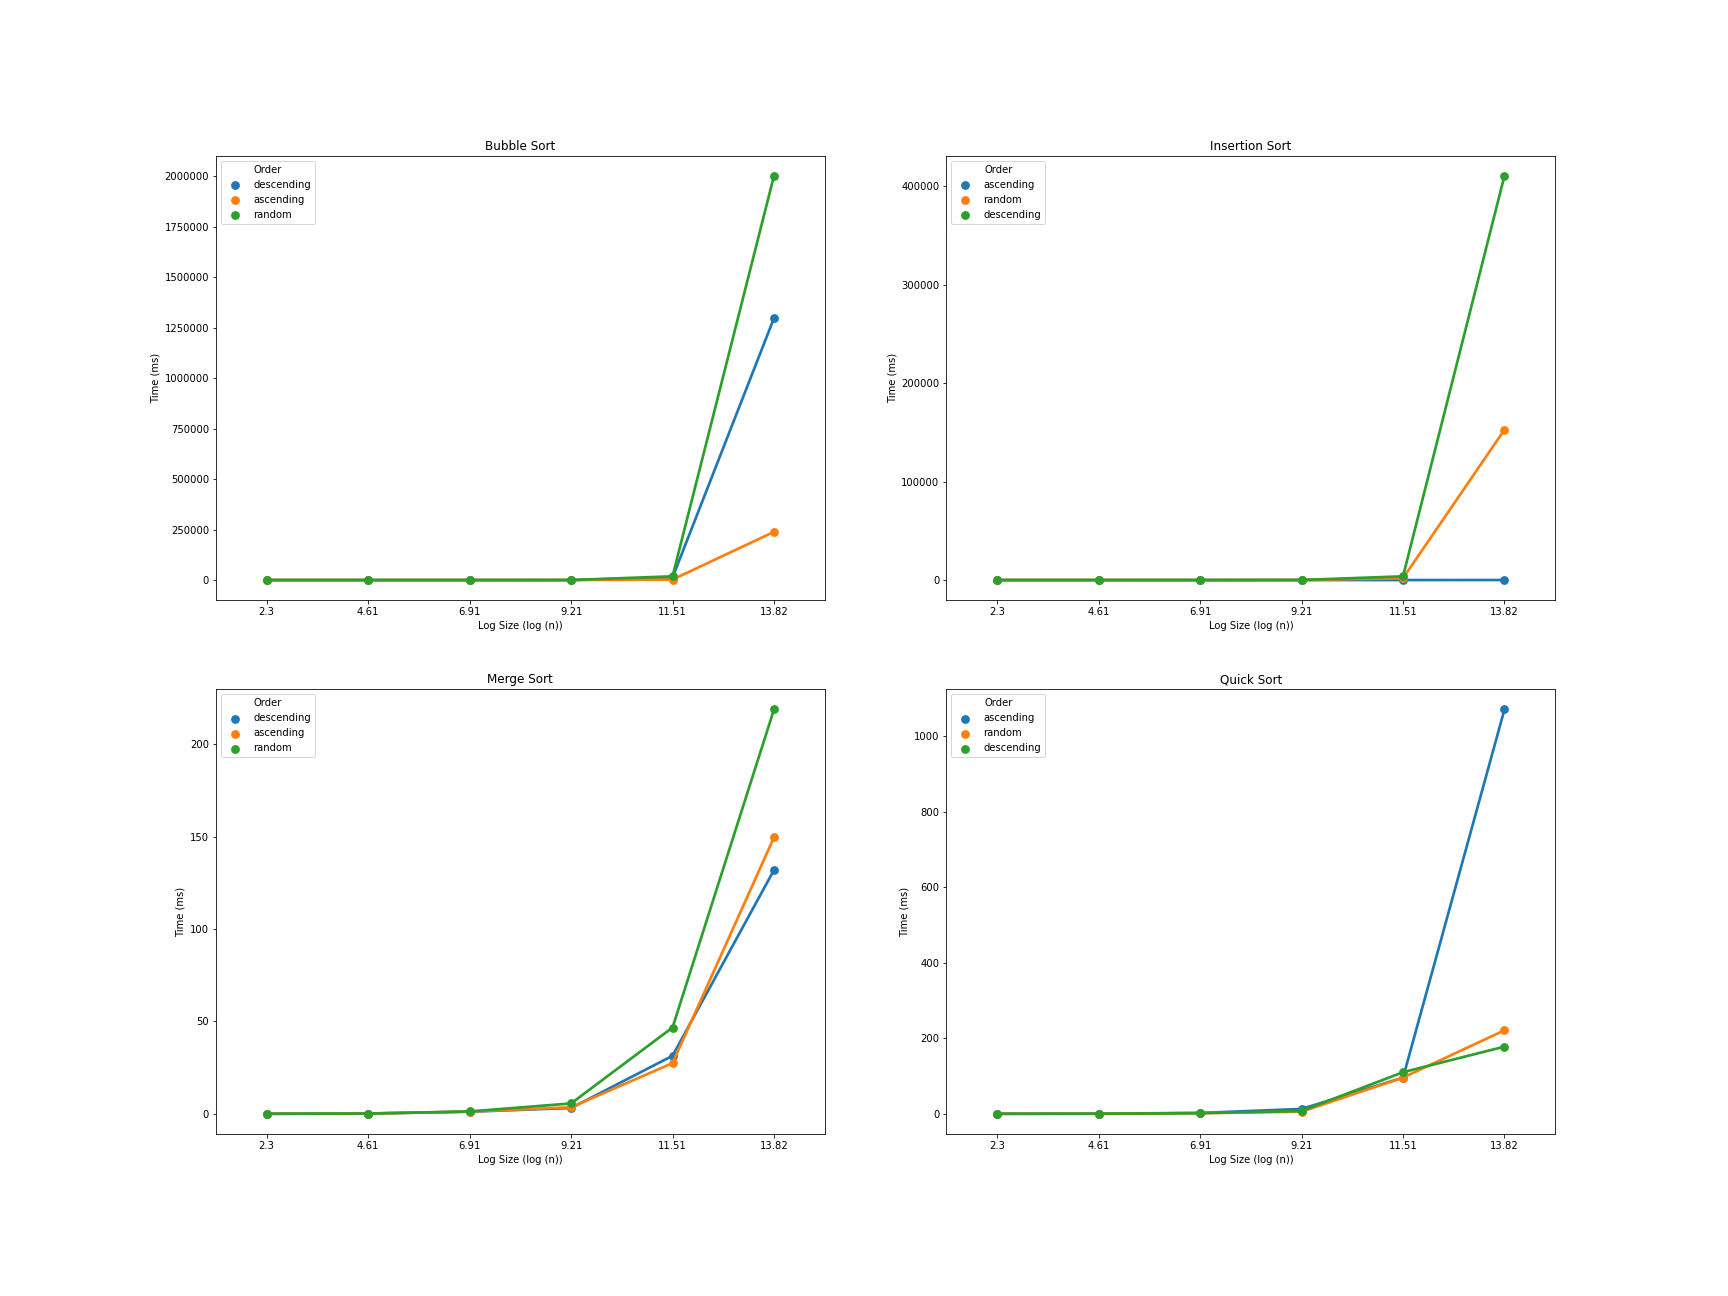 Bubble Sort
Order
descending
ascending
random
2000000
1750000
1500000
1250000
1000000
750000
500000
250000
0
Time (ms)
2.3 4.61 6.91 9.21 11.51 13.82
Log Size (log (n))
Insertion Sort
Order
ascending
random
descending
400000
300000
200000
100000
0
Time (ms)
2.3 4.61 6.91 9.21 11.51 13.82
Log Size (log (n))
Merge Sort
Order
descending
ascending
random
200
150
100
50
0
Time (ms)
2.3 4.61 6.91 9.21 11.51 13.82
Log Size (log (n))
Quick Sort
Order
ascending
random
descending
1000
800
600
400
200
0
Time (ms)
2.3 4.61 6.91 9.21 11.51 13.82
Log Size (log (n))